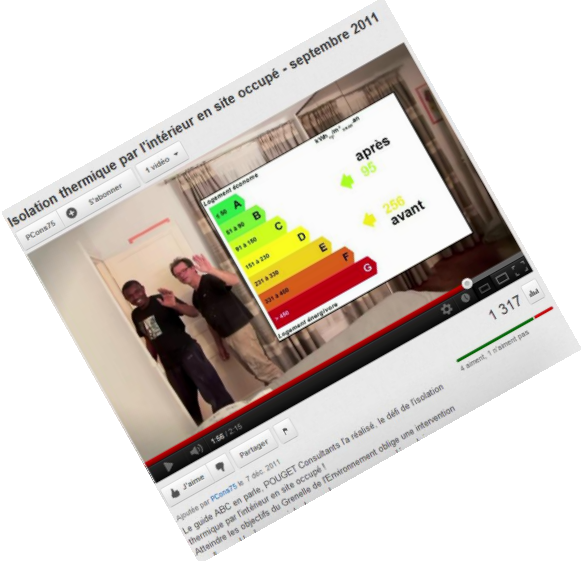 Isolation thermique par l'intérieur en site occupé - septembre 2011
PCons75 S'abonner 1 vidéo
kWh
après
95
256
avant
Logement économe
A
51 à 90 B
91 à 150 C
151 à 230 D
231 à 330 E
331 à 450 F
> 450 G
Logement énergivore
1:56 / 2:15
1 317
J'aime Partager
4 aiment, 1 n'aiment pas
Ajoutée par PCons75 le 7 déc. 2011
Le guide ABC en parle, POUGET Consultants l'a réalisé, le défi de l'isolation
thermique par l'intérieur en site occupé !
Atteindre les objectifs du Grenelle de l'Environnement oblige une intervention